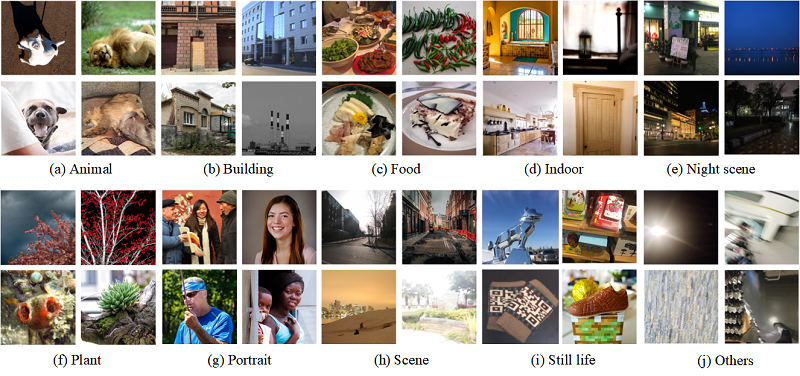 (a) Animal
(b) Building
(c) Food
(d) Indoor
(e) Night scene
(f) Plant
(g) Portrait
(h) Scene
(i) Still life
(j) Others